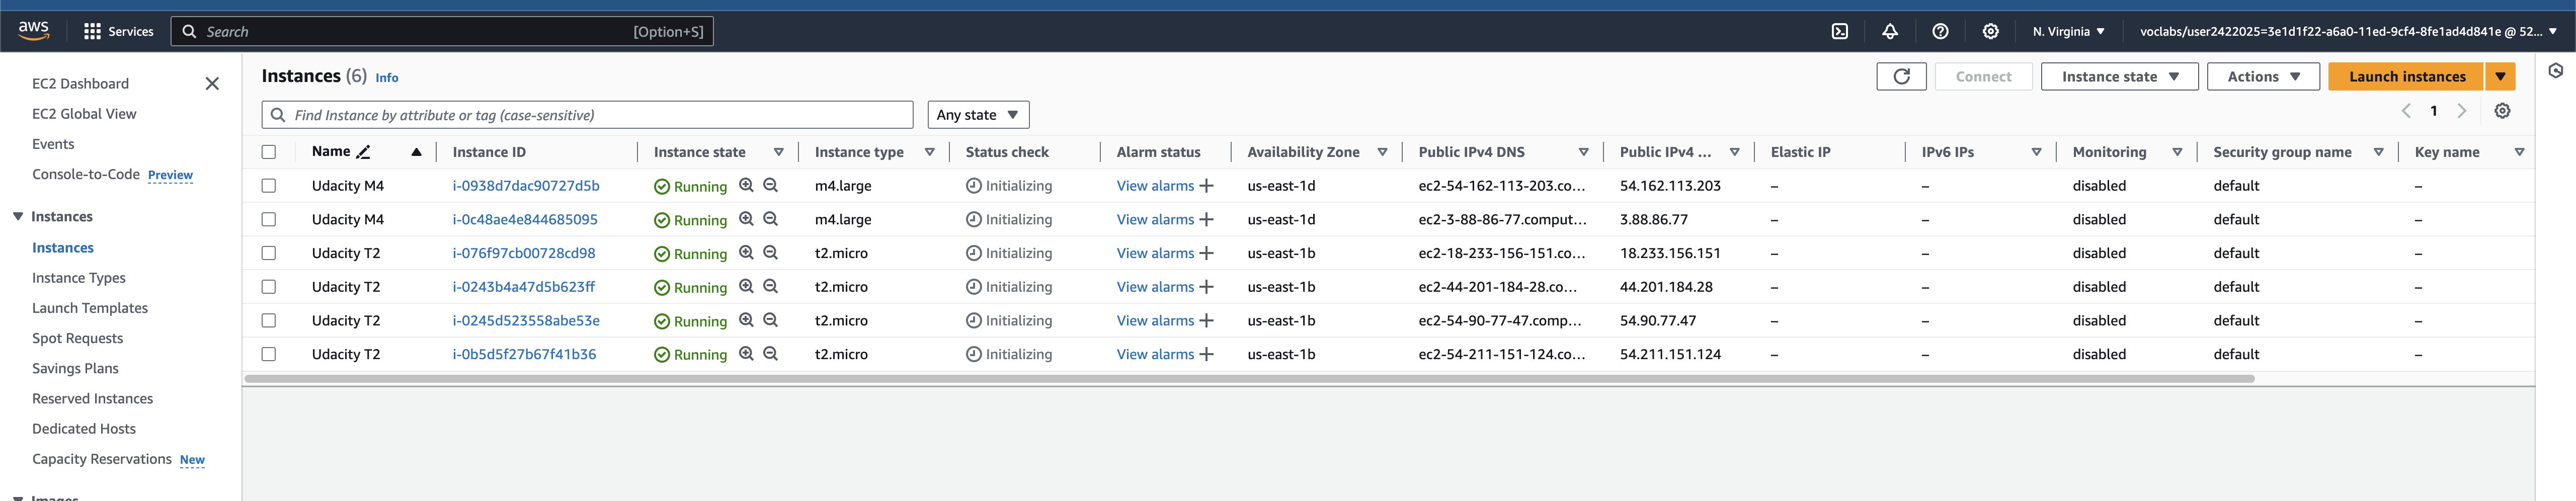 aws Services Search [Option+S] N. Virginia voclabs/user2422025=3e1d1f22-a6a0-11ed-9cf4-8fe1ad4d841e @ 52...
EC2 Dashboard
EC2 Global View
Events
Console-to-Code Preview
Instances
Instances
Instance Types
Launch Templates
Spot Requests
Savings Plans
Reserved Instances
Dedicated Hosts
Capacity Reservations New
Images
Instances (6) Info Connect Instance state Actions Launch instances
Find Instance by attribute or tag (case-sensitive) Any state 1
Name Instance ID Instance state Instance type Status check Alarm status Availability Zone Public IPv4 DNS Public IPv4 ... Elastic IP IPv6 IPs Monitoring Security group name Key name
Udacity M4 i-0938d7dac90727d5b Running m4.large Initializing View alarms + us-east-1d ec2-54-162-113-203.co... 54.162.113.203 – – disabled default –
Udacity M4 i-0c48ae4e844685095 Running m4.large Initializing View alarms + us-east-1d ec2-3-88-86-77.comput... 3.88.86.77 – – disabled default –
Udacity T2 i-076f97cb00728cd98 Running t2.micro Initializing View alarms + us-east-1b ec2-18-233-156-151.co... 18.233.156.151 – – disabled default –
Udacity T2 i-0243b4a47d5b623ff Running t2.micro Initializing View alarms + us-east-1b ec2-44-201-184-28.co... 44.201.184.28 – – disabled default –
Udacity T2 i-0245d523558abe53e Running t2.micro Initializing View alarms + us-east-1b ec2-54-90-77-47.comp... 54.90.77.47 – – disabled default –
Udacity T2 i-0b5d5f27b67f41b36 Running t2.micro Initializing View alarms + us-east-1b ec2-54-211-151-124.co... 54.211.151.124 – – disabled default –